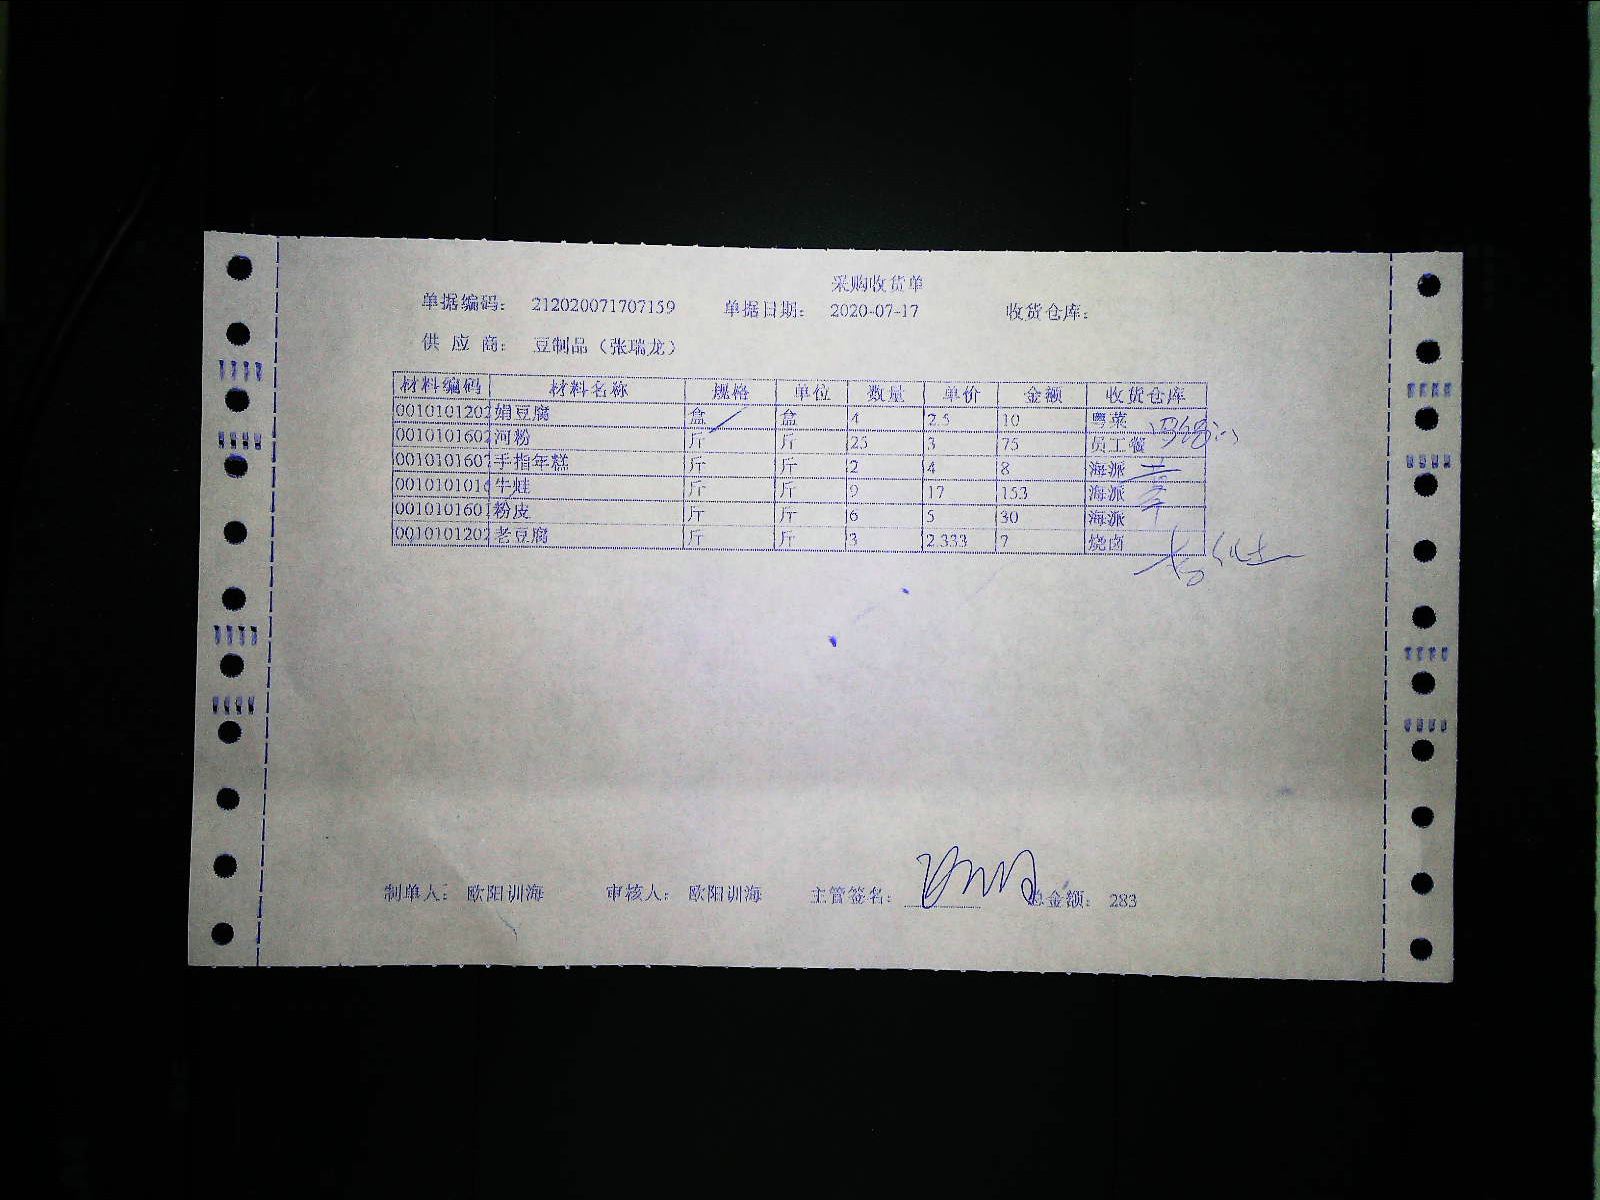 采购收货单
单据编码： 212020071707159 单据日期： 2020-07-17 收货仓库：
供 应 商： 豆制品（张瑞龙）
材料编码 材料名称 规格 单位 数量 单价 金额 收货仓库
0010101202 娟豆腐 盒 盒 4 2.5 10 粤菜
0010101602 河粉 斤 斤 25 3 75 员工餐
0010101607 手指年糕 斤 斤 2 4 8 海派
0010101016 牛蛙 斤 斤 9 17 153 海派
0010101601 粉皮 斤 斤 6 5 30 海派
0010101202 老豆腐 斤 斤 3 2.333 7 烧卤
制单人： 欧阳训海 审核人： 欧阳训海 主管签名： 总金额： 283